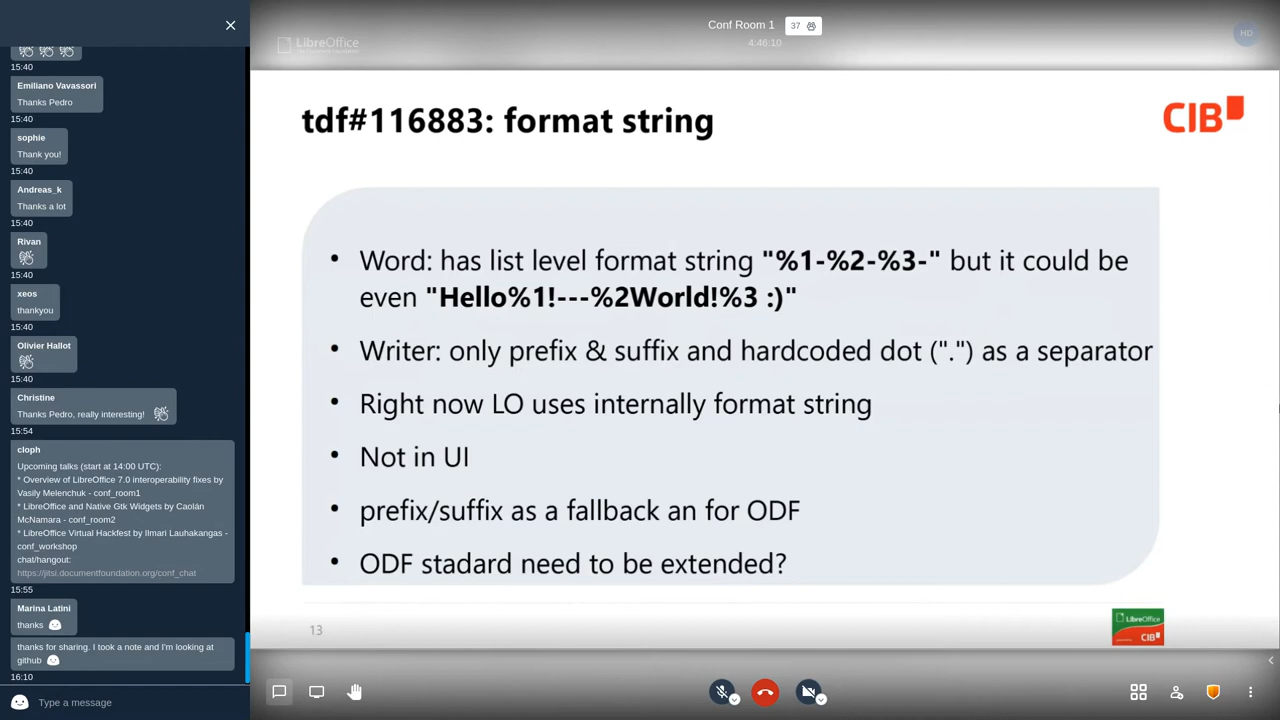 15:40
Emiliano Vavassori
Thanks Pedro
15:40
sophie
Thank you!
15:40
Andreas_k
Thanks a lot
15:40
Rivan
15:40
xeos
thankyou
15:40
Olivier Hallot
15:40
Christine
Thanks Pedro, really interesting!
15:54
cloph
Upcoming talks (start at 14:00 UTC):
* Overview of LibreOffice 7.0 interoperability fixes by
Vasily Melenchuk - conf_room1
* LibreOffice and Native Gtk Widgets by Caolán
McNamara - conf_room2
* LibreOffice Virtual Hackfest by Ilmari Lauhakangas -
conf_workshop
chat/hangout:
https://jitsi.documentfoundation.org/conf_chat
15:55
Marina Latini
thanks
thanks for sharing. I took a note and I'm looking at
github
16:10
Type a message
LibreOffice
Conf Room 1
37
4:46:10
HD
tdf#116883: format string
CIB
• Word: has list level format string "%1-%2-%3-" but it could be
even "Hello%1!---%2World!%3 :)"
• Writer: only prefix & suffix and hardcoded dot (".") as a separator
• Right now LO uses internally format string
• Not in UI
• prefix/suffix as a fallback an for ODF
• ODF stadard need to be extended?
13
LibreOffice
CIB